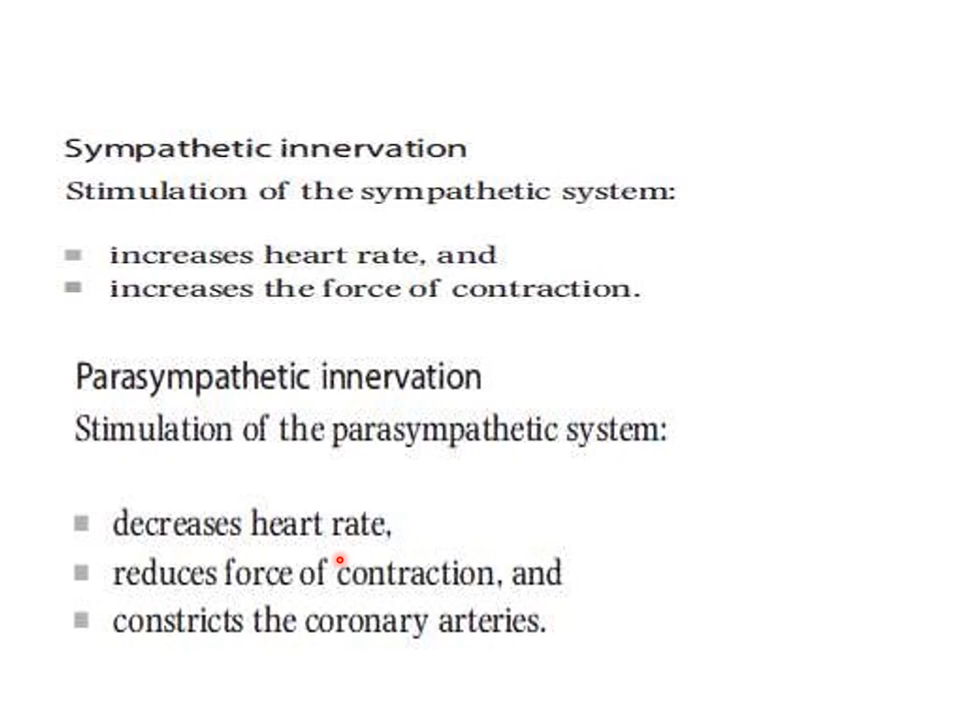 Sympathetic innervation
Stimulation of the sympathetic system:
increases heart rate, and
increases the force of contraction.
Parasympathetic innervation
Stimulation of the parasympathetic system:
decreases heart rate,
reduces force of contraction, and
constricts the coronary arteries.